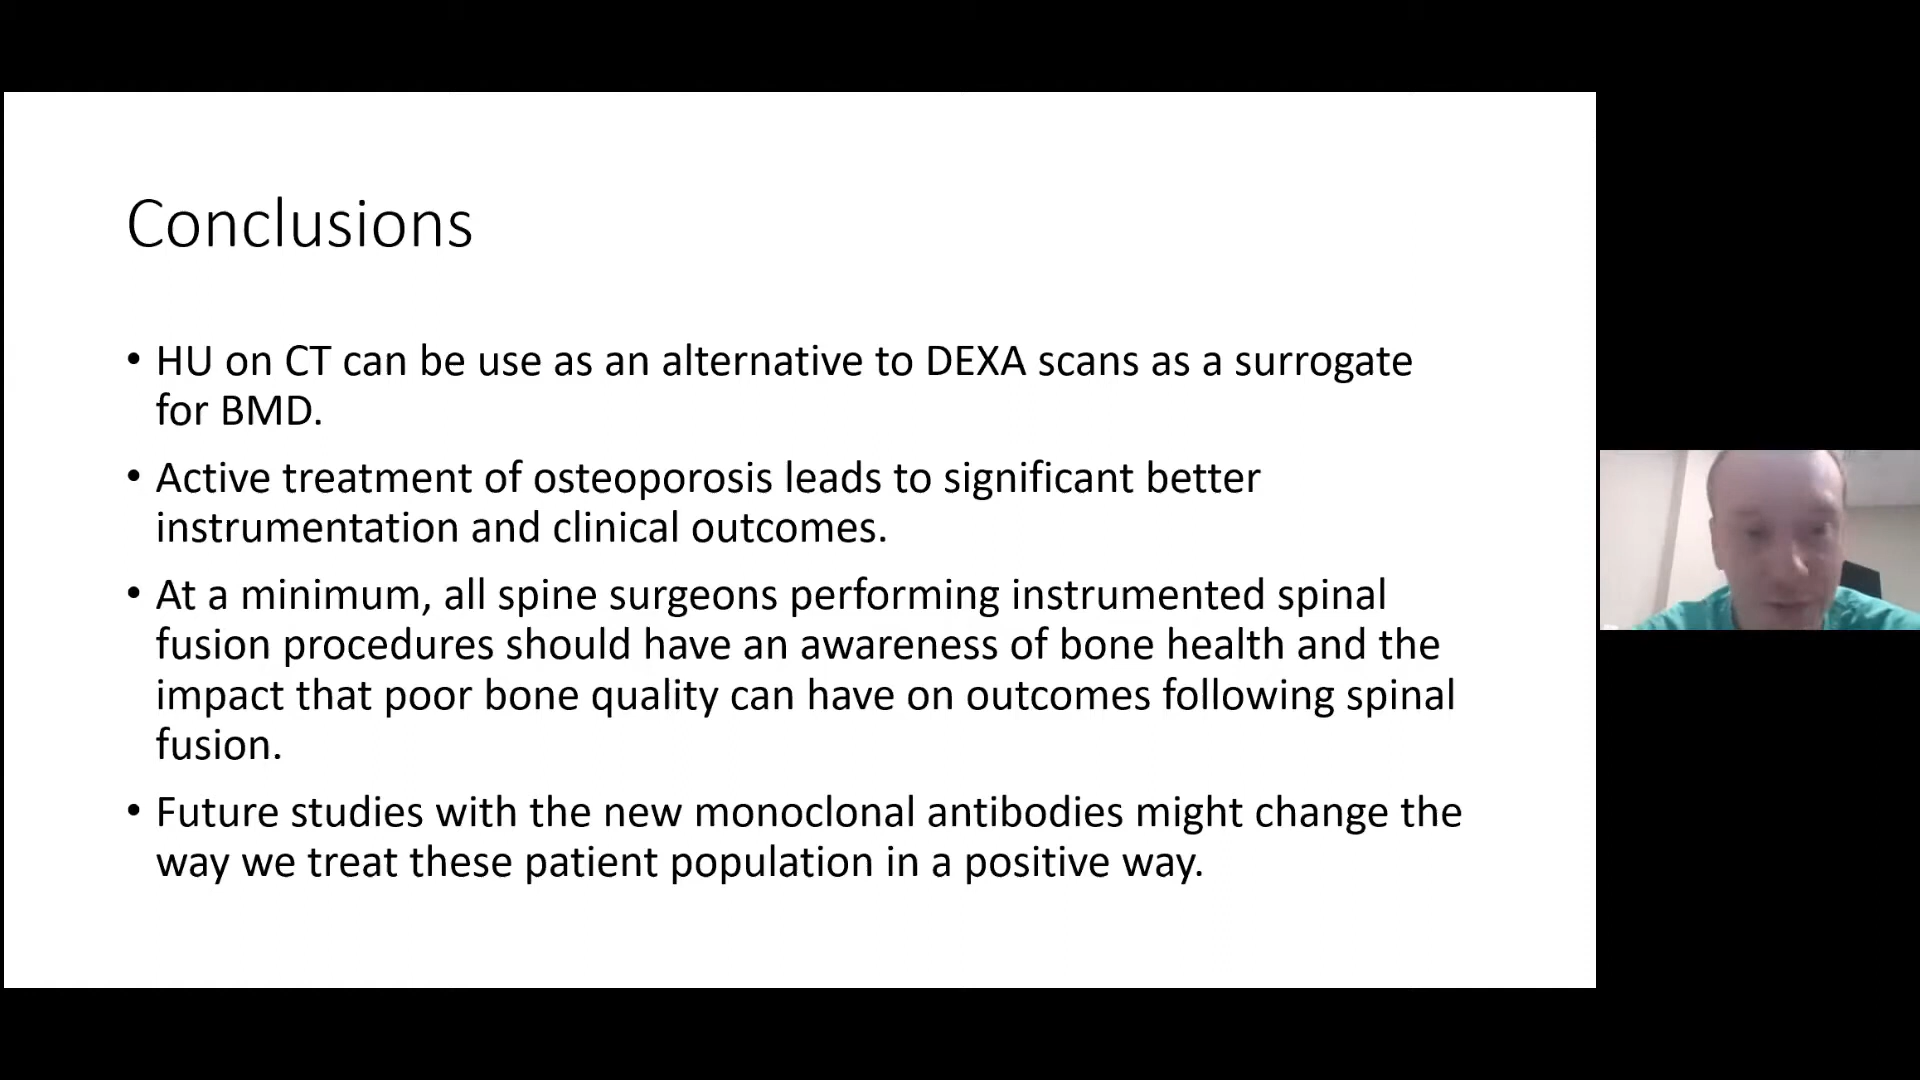 Conclusions
• HU on CT can be use as an alternative to DEXA scans as a surrogate
for BMD.
• Active treatment of osteoporosis leads to significant better
instrumentation and clinical outcomes.
• At a minimum, all spine surgeons performing instrumented spinal
fusion procedures should have an awareness of bone health and the
impact that poor bone quality can have on outcomes following spinal
fusion.
• Future studies with the new monoclonal antibodies might change the
way we treat these patient population in a positive way.